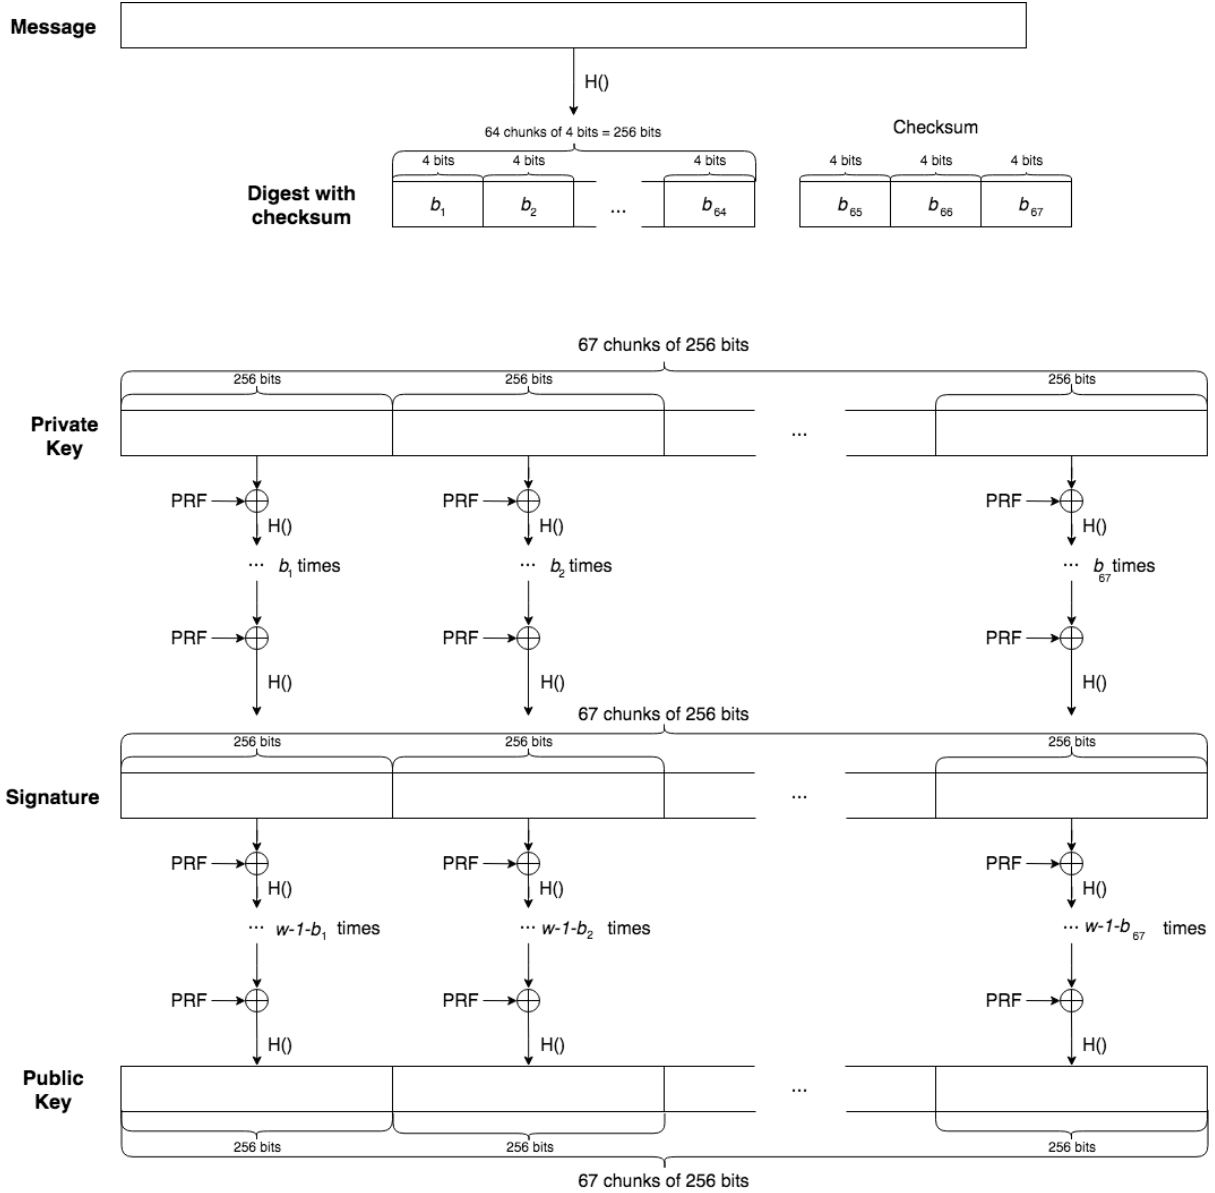 Message
H()
64 chunks of 4 bits = 256 bits
Checksum
4 bits 4 bits 4 bits 4 bits 4 bits 4 bits
Digest with
checksum
b1 b2 ... b64 b65 b66 b67
67 chunks of 256 bits
256 bits 256 bits 256 bits
Private
Key
...
PRF PRF PRF
H() H() H()
... b1 times ... b2 times ... b67 times
PRF PRF PRF
H() H() H()
67 chunks of 256 bits
256 bits 256 bits 256 bits
Signature
...
PRF PRF PRF
H() H() H()
... w-1-b1 times ... w-1-b2 times ... w-1-b67 times
PRF PRF PRF
H() H() H()
Public
Key
...
256 bits 256 bits 256 bits
67 chunks of 256 bits